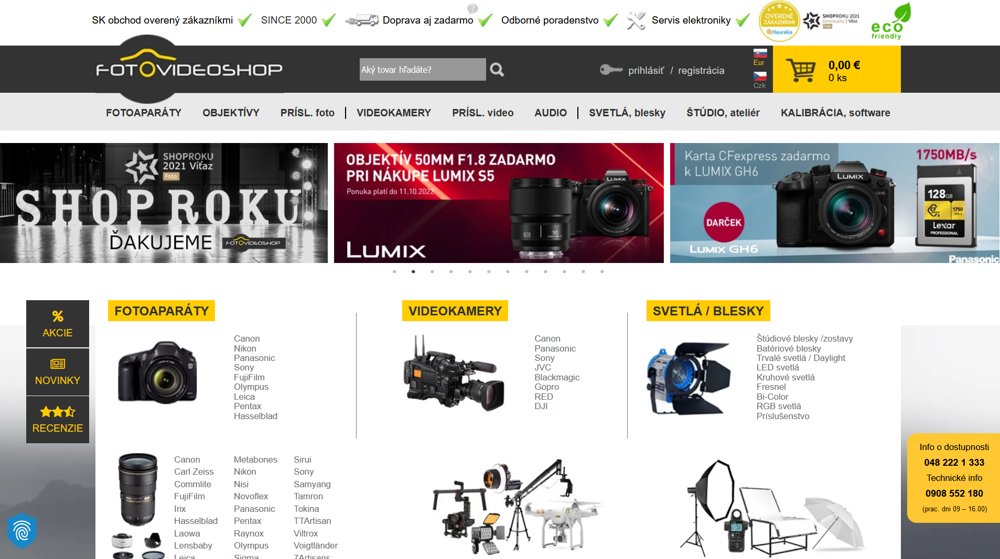 SK obchod overený zákazníkmi
SINCE 2000
Doprava aj zadarmo
?
Odborné poradenstvo
Servis elektroniky
OVERENÉ
ZÁKAZNÍKMI
Heureka
SHOPROKU 2021
Cena kvality | Víťaz
Foto
eco
friendly
FOTOVIDEOSHOP
Aký tovar hľadáte?
prihlásiť / registrácia
Eur
Czk
0,00 €
0 ks
FOTOAPARÁTY
OBJEKTÍVY
PRÍSL. foto
VIDEOKAMERY
PRÍSL. video
AUDIO
SVETLÁ, blesky
ŠTÚDIO, ateliér
KALIBRÁCIA, software
SHOPROKU
2021 Víťaz
Foto
SHOP ROKU
ĎAKUJEME
FOTOVIDEOSHOP
OBJEKTÍV 50MM F1.8 ZADARMO
PRI NÁKUPE LUMIX S5
Ponuka platí do 11.10.2022
LUMIX
LUMIX
50
Karta CFexpress zadarmo
k LUMIX GH6
1750MB/s
LUMIX
GH6
DARČEK
LUMIX GH6
128GB
CF
1750
MB/s
Lexar
PROFESSIONAL
Panasonic
%
AKCIE
NOVINKY
RECENZIE
FOTOAPARÁTY
Canon
Nikon
Panasonic
Sony
FujiFilm
Olympus
Leica
Pentax
Hasselblad
VIDEOKAMERY
Canon
Panasonic
Sony
JVC
Blackmagic
Gopro
RED
DJI
SVETLÁ / BLESKY
Štúdiové blesky /zostavy
Batériové blesky
Trvalé svetlá / Daylight
LED svetlá
Kruhové svetlá
Fresnel
Bi-Color
RGB svetlá
Príslušenstvo
Canon
Carl Zeiss
Commlite
FujiFilm
Irix
Hasselblad
Laowa
Lensbaby
Leica
Metabones
Nikon
Nisi
Novoflex
Panasonic
Pentax
Raynox
Olympus
Sigma
Sirui
Sony
Samyang
Tamron
Tokina
TTArtisan
Viltrox
Voigtländer
7Artisans
Info o dostupnosti
048 222 1 333
Technické info
0908 552 180
(prac. dni 09 – 16.00)